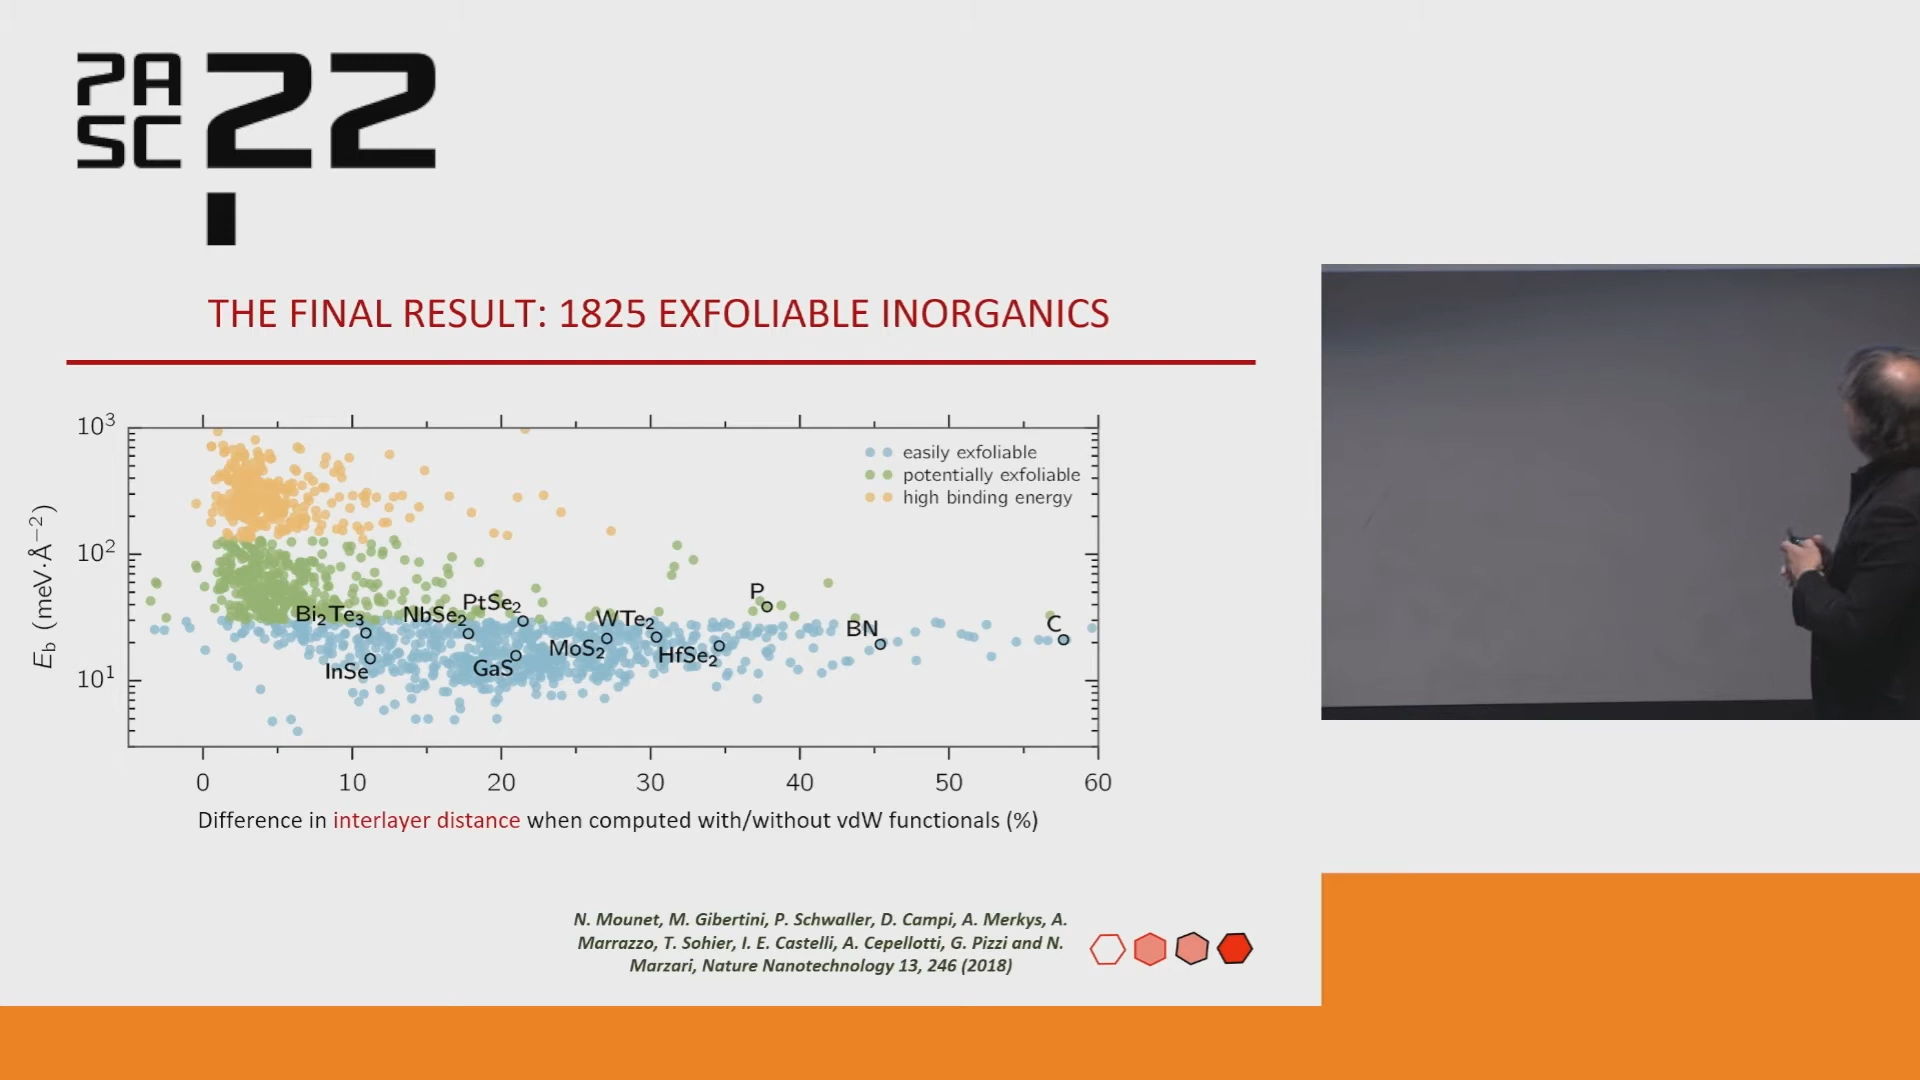 PA
SC 22
THE FINAL RESULT: 1825 EXFOLIABLE INORGANICS
10³
10²
10¹
E_b (meV·Å⁻²)
easily exfoliable
potentially exfoliable
high binding energy
Bi₂Te₃
NbSe₂
PtSe₂
InSe
GaS
MoS₂
WTe₂
HfSe₂
P
BN
C
0 10 20 30 40 50 60
Difference in interlayer distance when computed with/without vdW functionals (%)
N. Mounet, M. Gibertini, P. Schwaller, D. Campi, A. Merkys, A.
Marrazzo, T. Sohier, I. E. Castelli, A. Cepellotti, G. Pizzi and N.
Marzari, Nature Nanotechnology 13, 246 (2018)